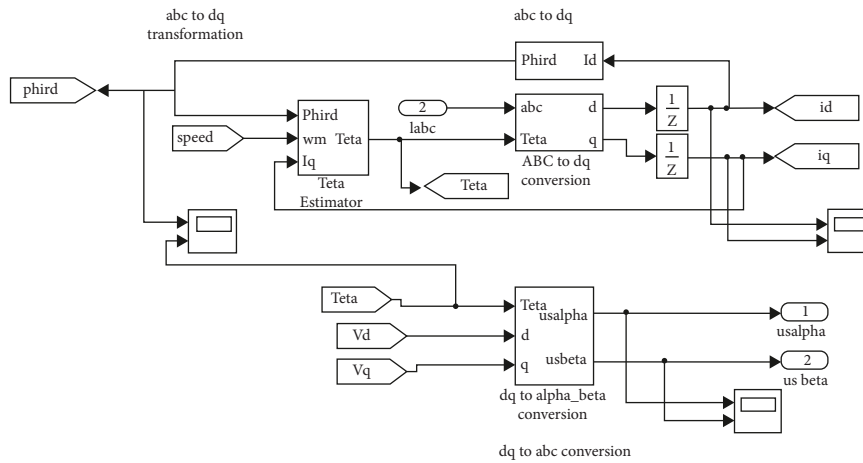 abc to dq
transformation
abc to dq
phird
Phird Id
speed
Phird
wm Teta
Iq
Teta
Estimator
2
Iabc
abc d
Teta q
ABC to dq
conversion
1
Z
1
Z
id
iq
Teta
Teta
Vd
Vq
Teta
usalpha
d
usbeta
q
dq to alpha_beta
conversion
1
usalpha
2
us beta
dq to abc conversion